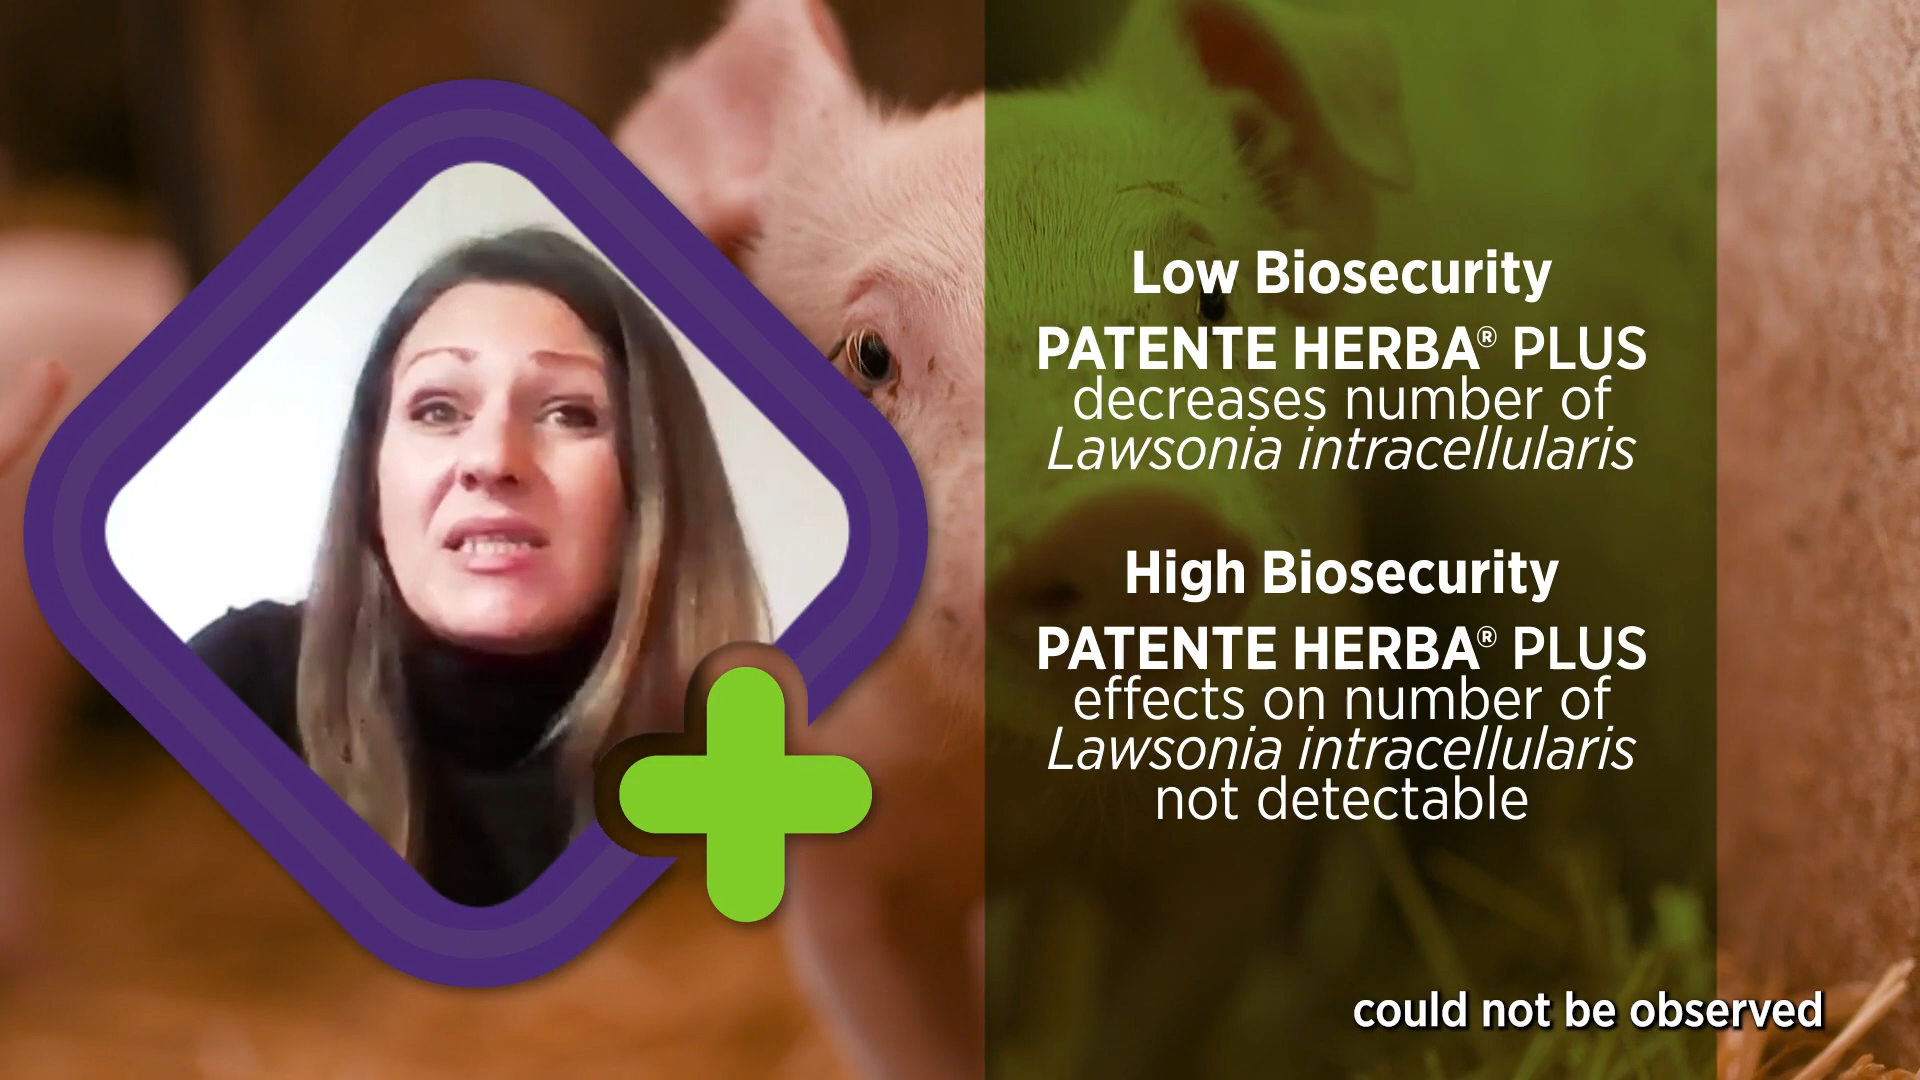 Low Biosecurity
PATENTE HERBA® PLUS
decreases number of
Lawsonia intracellularis
High Biosecurity
PATENTE HERBA® PLUS
effects on number of
Lawsonia intracellularis
not detectable
could not be observed